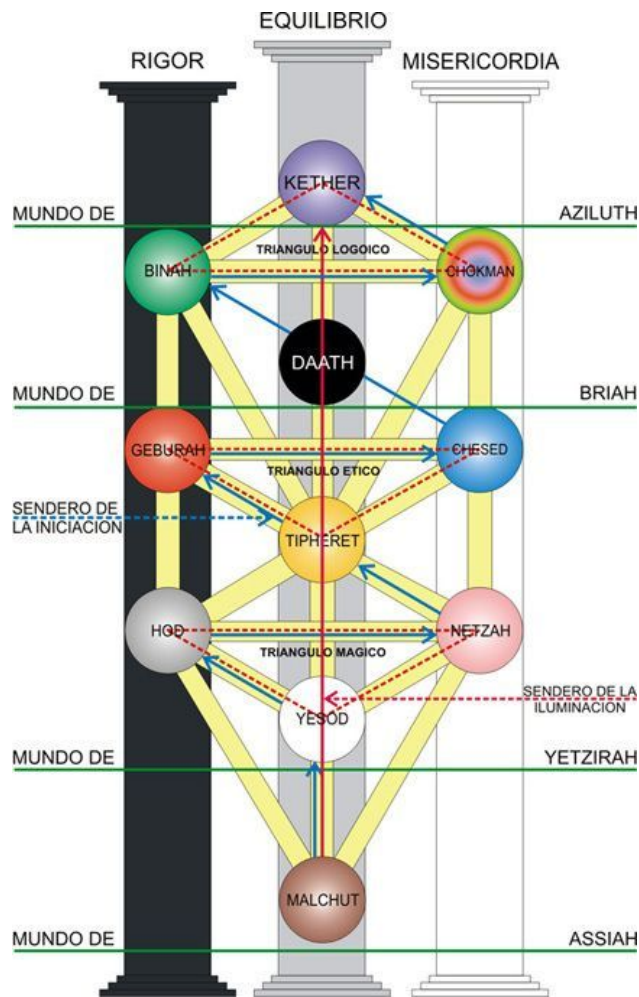 EQUILIBRIO
RIGOR
MISERICORDIA
KETHER
MUNDO DE
AZILUTH
TRIANGULO LOGOICO
BINAH
CHOKMAN
DAATH
MUNDO DE
BRIAH
GEBURAH
CHESED
TRIANGULO ETICO
SENDERO DE
LA INICIACION
TIPHERET
HOD
NETZAH
TRIANGULO MAGICO
SENDERO DE LA
ILUMINACION
YESOD
MUNDO DE
YETZIRAH
MALCHUT
MUNDO DE
ASSIAH